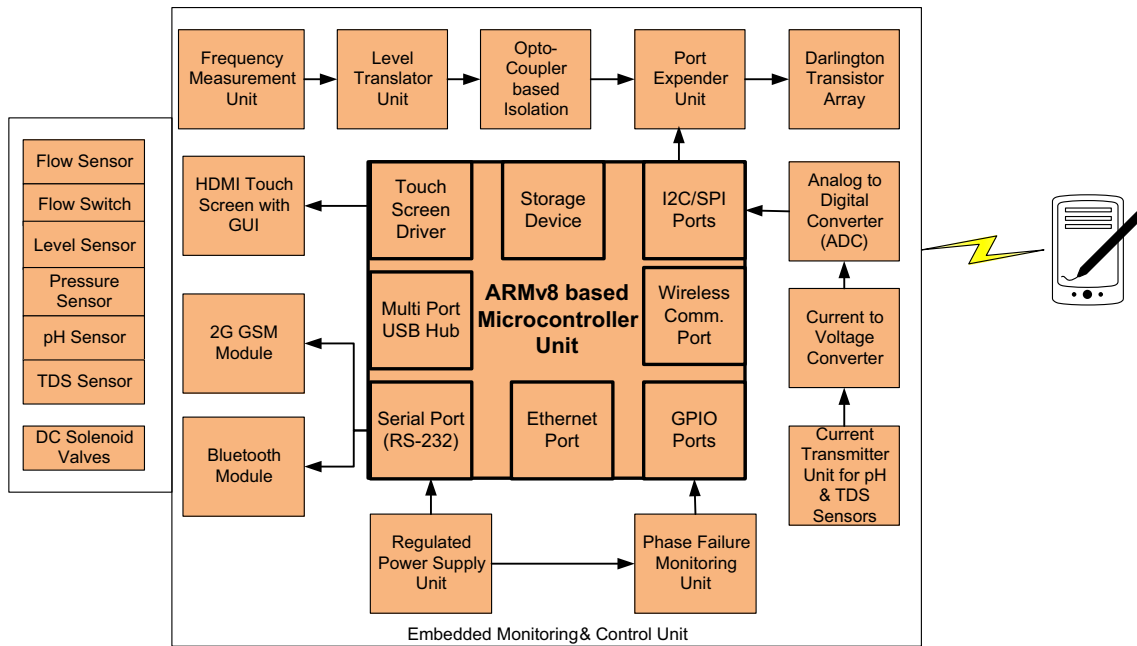 Frequency
Measurement
Unit
Level
Translator
Unit
Opto-
Coupler
based
Isolation
Port
Expender
Unit
Darlington
Transistor
Array
Flow Sensor
Flow Switch
Level Sensor
Pressure
Sensor
pH Sensor
TDS Sensor
DC Solenoid
Valves
HDMI Touch
Screen with
GUI
2G GSM
Module
Bluetooth
Module
Touch
Screen
Driver
Storage
Device
I2C/SPI
Ports
Multi Port
USB Hub
ARMv8 based
Microcontroller
Unit
Wireless
Comm.
Port
Serial Port
(RS-232)
Ethernet
Port
GPIO
Ports
Analog to
Digital
Converter
(ADC)
Current to
Voltage
Converter
Current
Transmitter
Unit for pH
& TDS
Sensors
Regulated
Power Supply
Unit
Phase Failure
Monitoring
Unit
Embedded Monitoring & Control Unit